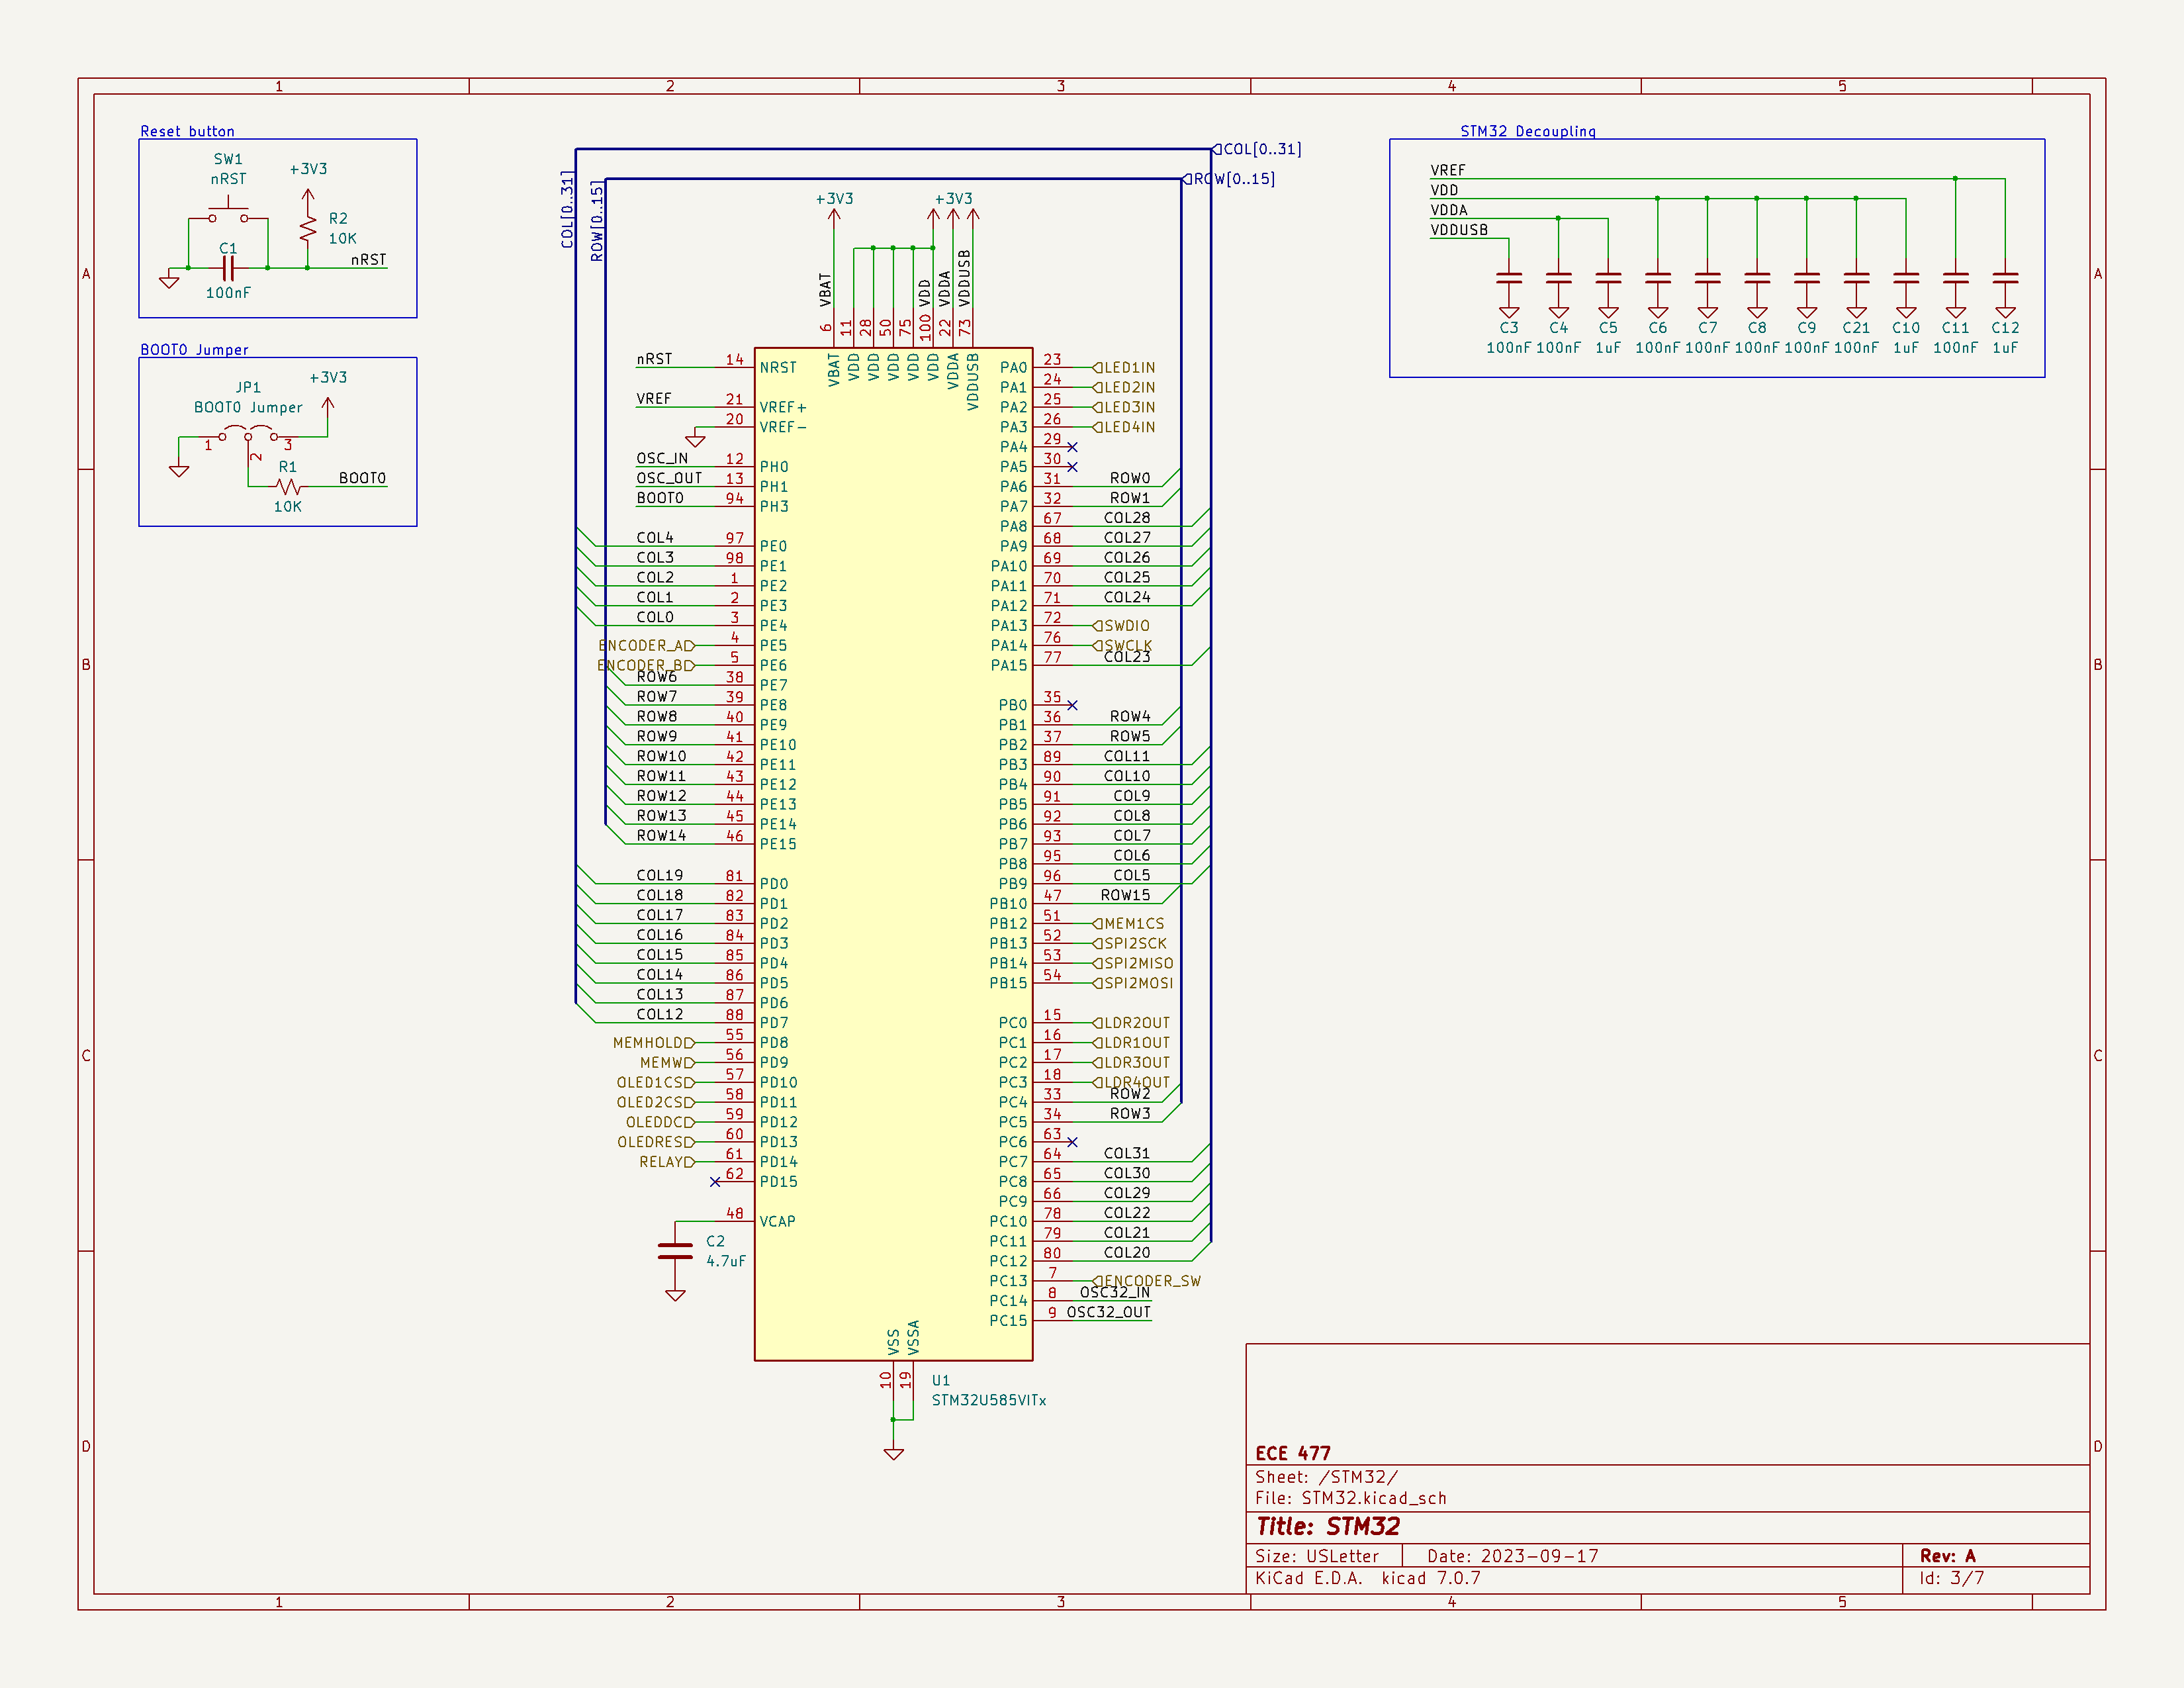 1 2 3 4 5
A
B
C
D
A
B
C
D
1 2 3 4 5
Reset button
SW1
nRST
+3V3
R2
10K
C1
100nF
nRST
BOOT0 Jumper
JP1
BOOT0 Jumper
+3V3
1
2
3
R1
10K
BOOT0
COL[0..31]
ROW[0..15]
COL[0..31]
ROW[0..15]
+3V3
+3V3
VBAT
VDD
VDDA
VDDUSB
6 11 28 50 75 100 22 73
VBAT VDD VDD VDD VDD VDD VDDA VDDUSB
nRST 14 NRST
VREF 21 VREF+
20 VREF-
OSC_IN 12 PH0
OSC_OUT 13 PH1
BOOT0 94 PH3
COL4 97 PE0
COL3 98 PE1
COL2 1 PE2
COL1 2 PE3
COL0 3 PE4
ENCODER_A 4 PE5
ENCODER_B 5 PE6
ROW6 38 PE7
ROW7 39 PE8
ROW8 40 PE9
ROW9 41 PE10
ROW10 42 PE11
ROW11 43 PE12
ROW12 44 PE13
ROW13 45 PE14
ROW14 46 PE15
COL19 81 PD0
COL18 82 PD1
COL17 83 PD2
COL16 84 PD3
COL15 85 PD4
COL14 86 PD5
COL13 87 PD6
COL12 88 PD7
MEMHOLD 55 PD8
MEMW 56 PD9
OLED1CS 57 PD10
OLED2CS 58 PD11
OLEDDC 59 PD12
OLEDRES 60 PD13
RELAY 61 PD14
62 PD15
48 VCAP
C2
4.7uF
PA0 23 LED1IN
PA1 24 LED2IN
PA2 25 LED3IN
PA3 26 LED4IN
PA4 29
PA5 30
PA6 31 ROW0
PA7 32 ROW1
PA8 67 COL28
PA9 68 COL27
PA10 69 COL26
PA11 70 COL25
PA12 71 COL24
PA13 72 SWDIO
PA14 76 SWCLK
PA15 77 COL23
PB0 35
PB1 36 ROW4
PB2 37 ROW5
PB3 89 COL11
PB4 90 COL10
PB5 91 COL9
PB6 92 COL8
PB7 93 COL7
PB8 95 COL6
PB9 96 COL5
PB10 47 ROW15
PB12 51 MEM1CS
PB13 52 SPI2SCK
PB14 53 SPI2MISO
PB15 54 SPI2MOSI
PC0 15 LDR2OUT
PC1 16 LDR1OUT
PC2 17 LDR3OUT
PC3 18 LDR4OUT
PC4 33 ROW2
PC5 34 ROW3
PC6 63
PC7 64 COL31
PC8 65 COL30
PC9 66 COL29
PC10 78 COL22
PC11 79 COL21
PC12 80 COL20
PC13 7 ENCODER_SW
PC14 8 OSC32_IN
PC15 9 OSC32_OUT
VSS VSSA
10 19
U1
STM32U585VITx
STM32 Decoupling
VREF
VDD
VDDA
VDDUSB
C3 C4 C5 C6 C7 C8 C9 C21 C10 C11 C12
100nF 100nF 1uF 100nF 100nF 100nF 100nF 100nF 1uF 100nF 1uF
ECE 477
Sheet: /STM32/
File: STM32.kicad_sch
Title: STM32
Size: USLetter Date: 2023-09-17 Rev: A
KiCad E.D.A. kicad 7.0.7 Id: 3/7